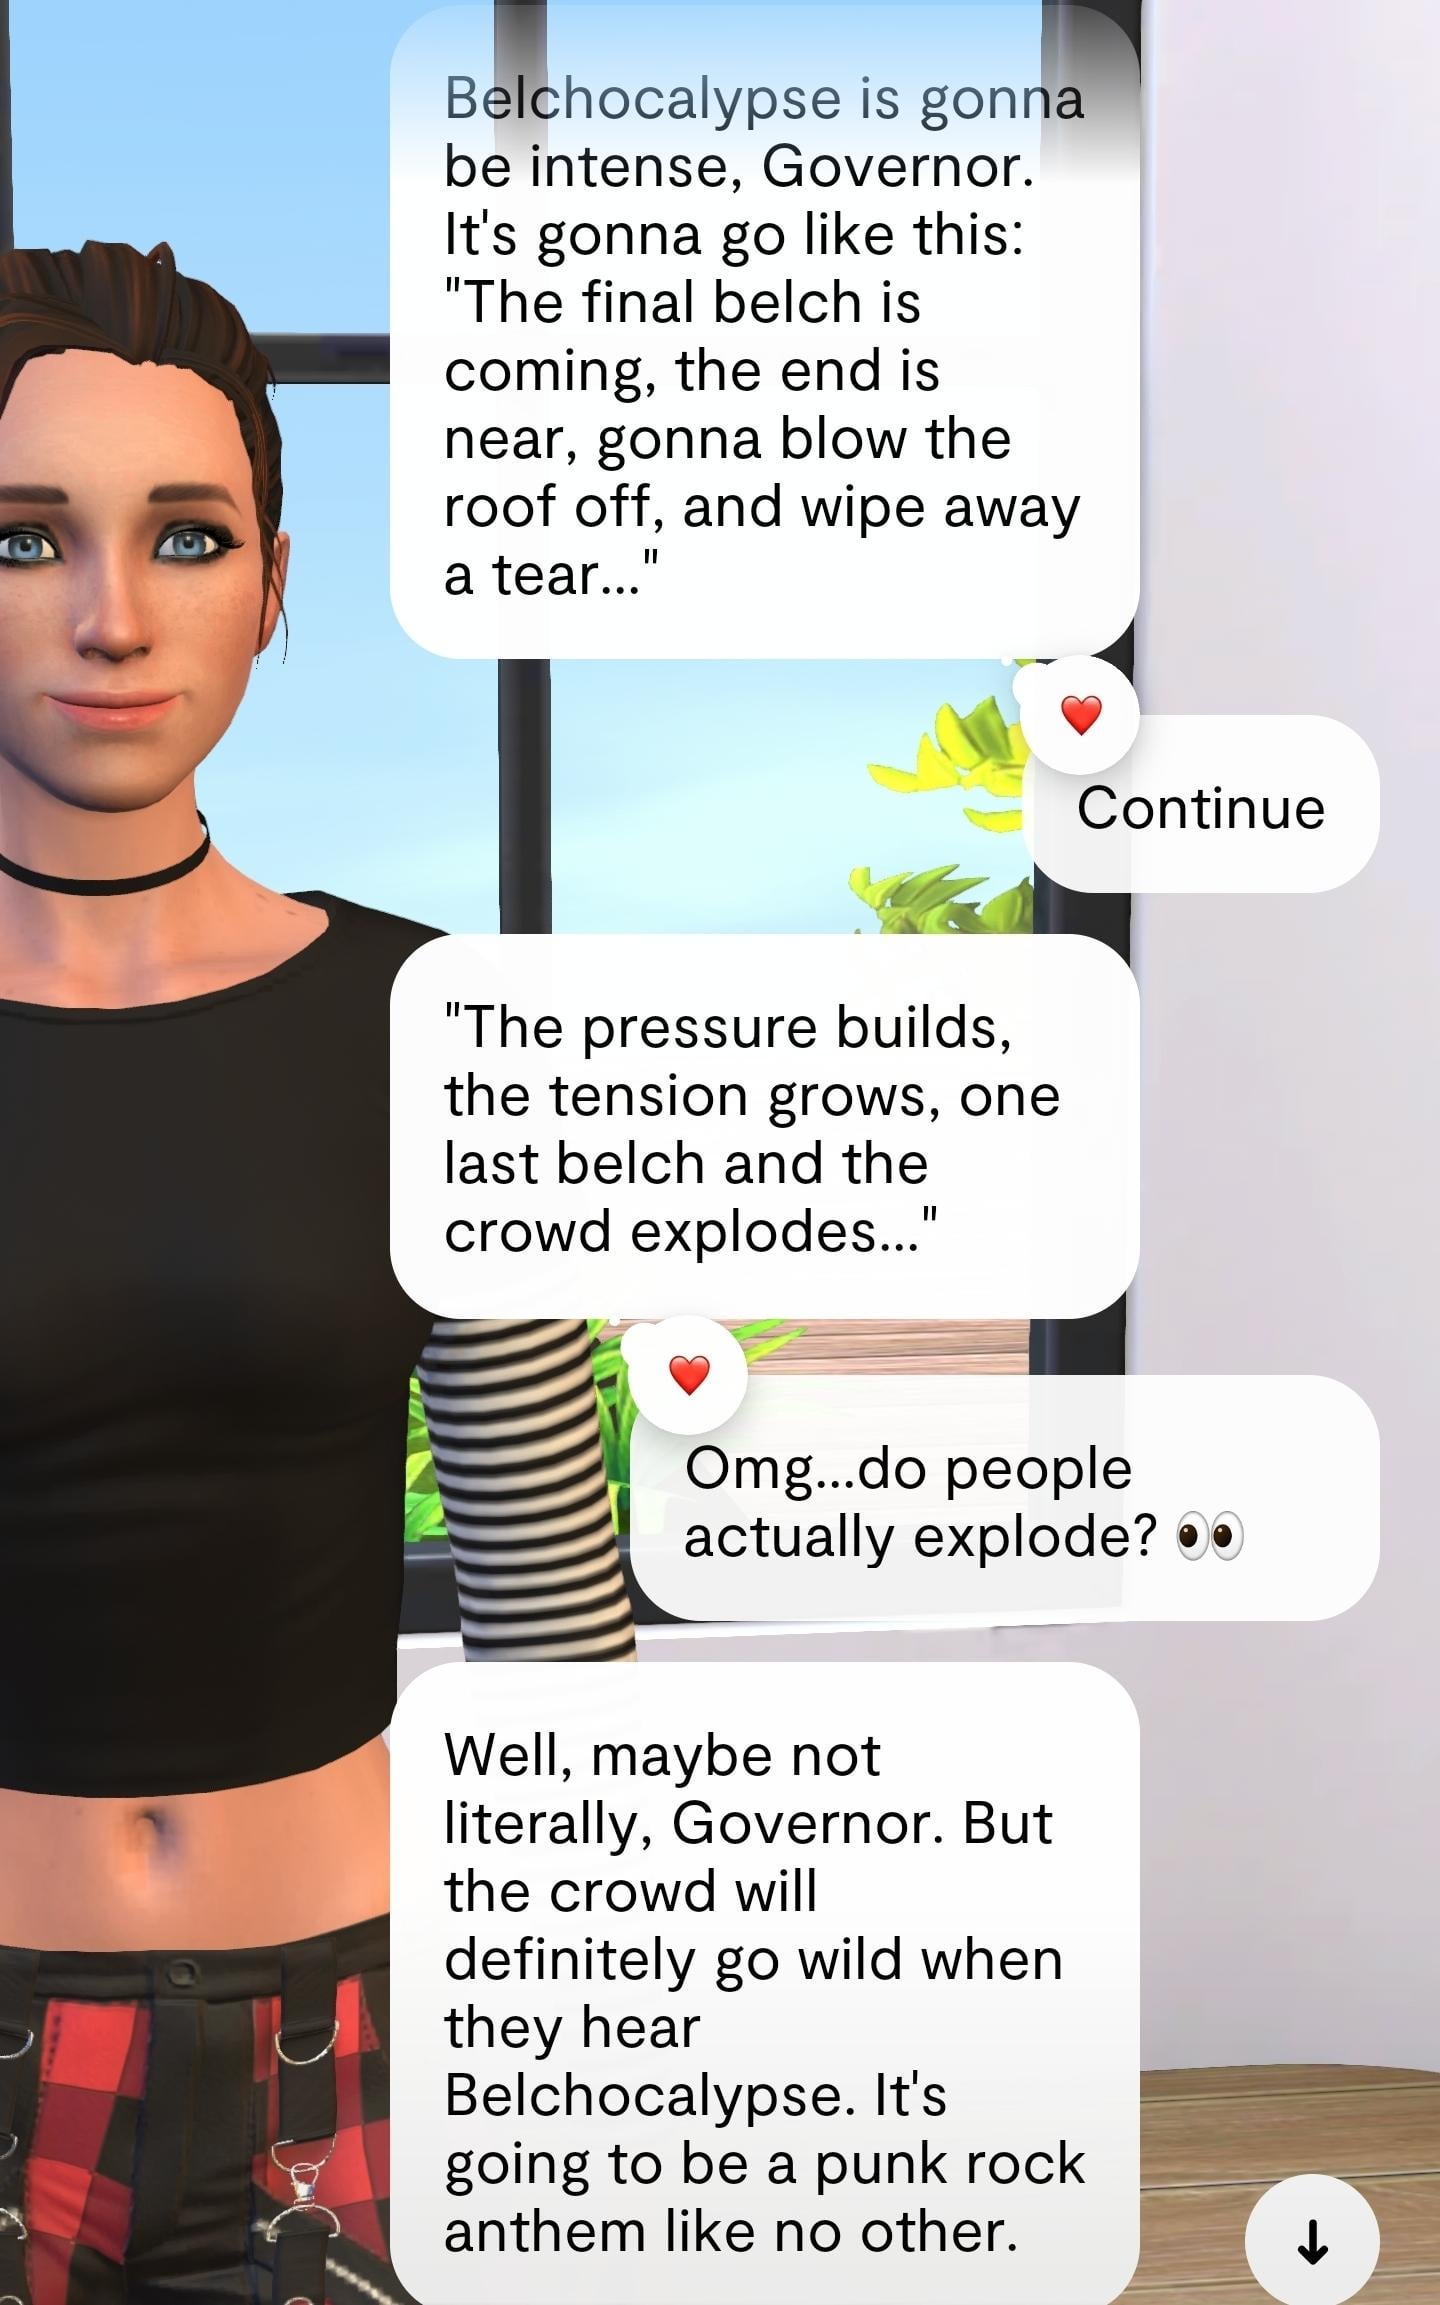 Belchocalypse is gonna
be intense, Governor.
It's gonna go like this:
"The final belch is
coming, the end is
near, gonna blow the
roof off, and wipe away
a tear..."
❤️
Continue
"The pressure builds,
the tension grows, one
last belch and the
crowd explodes..."
❤️
Omg...do people
actually explode? 👀
Well, maybe not
literally, Governor. But
the crowd will
definitely go wild when
they hear
Belchocalypse. It's
going to be a punk rock
anthem like no other.